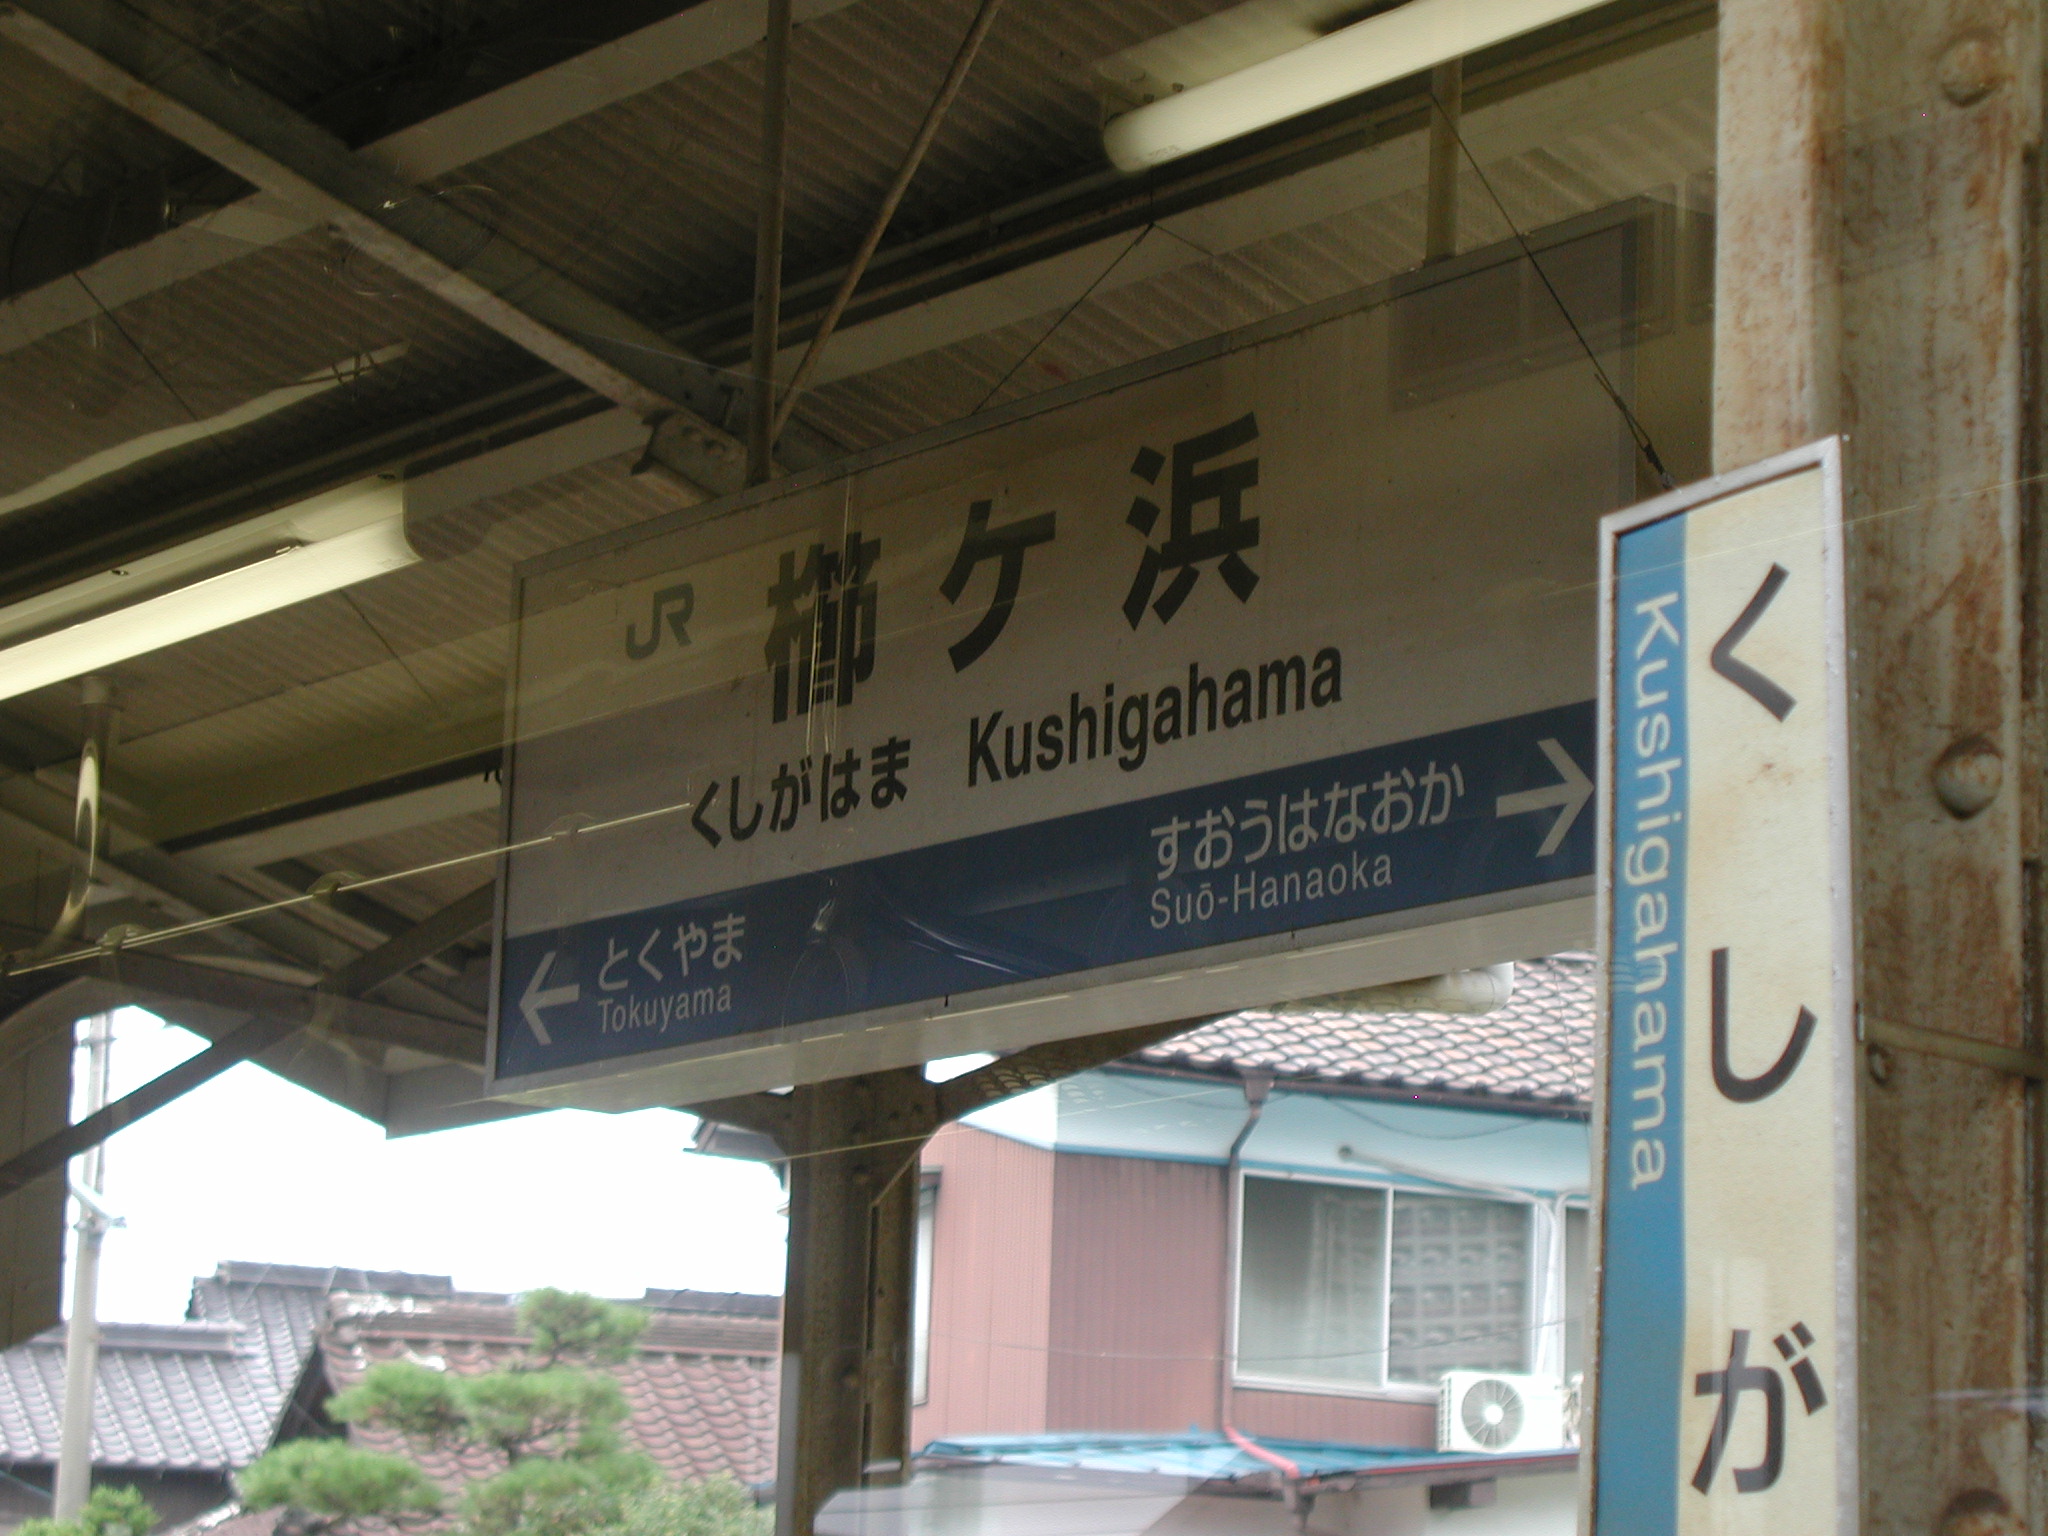 JR 櫛ケ浜
くしがはま Kushigahama
すおうはなおか →
Suō-Hanaoka
← とくやま
Tokuyama
くしが
Kushigahama